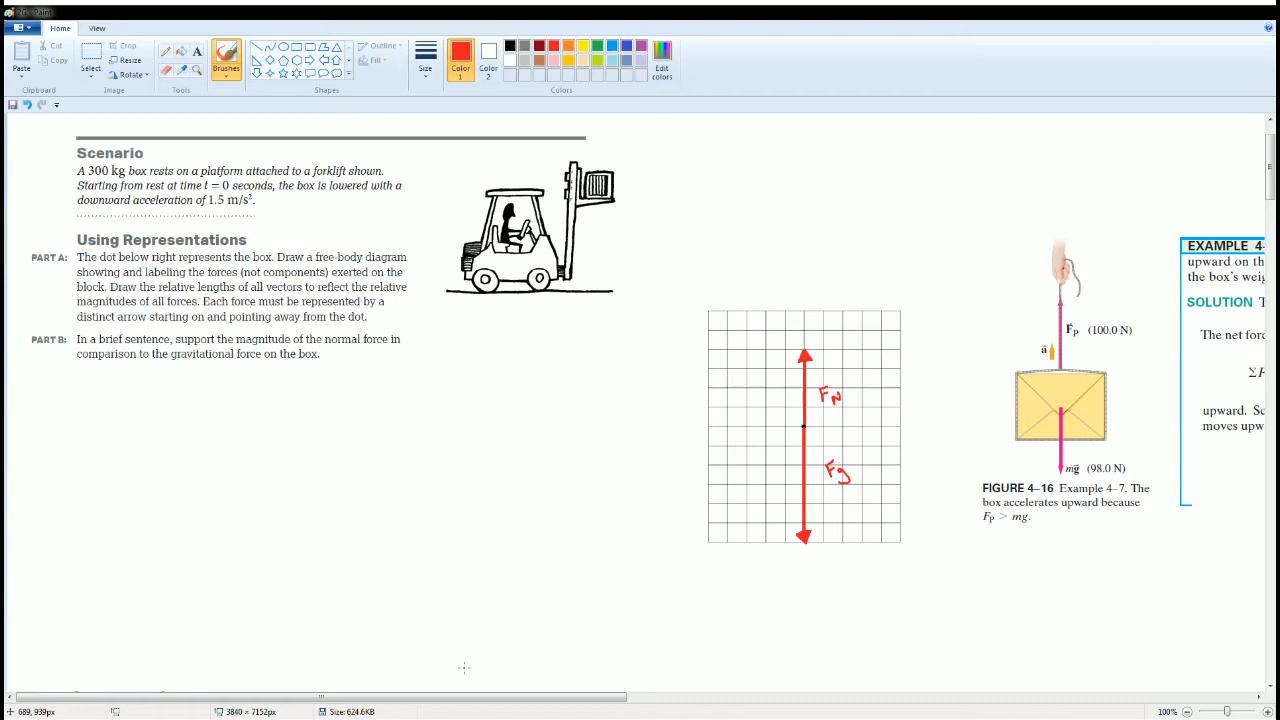 2G - Paint
Home
View
Paste
Cut
Copy
Clipboard
Select
Crop
Resize
Rotate
Image
A
Tools
Brushes
Outline
Fill
Shapes
Size
Color
1
Color
2
Edit
colors
Colors
Scenario
A 300 kg box rests on a platform attached to a forklift shown.
Starting from rest at time t = 0 seconds, the box is lowered with a
downward acceleration of 1.5 m/s².
Using Representations
PART A: The dot below right represents the box. Draw a free-body diagram
showing and labeling the forces (not components) exerted on the
block. Draw the relative lengths of all vectors to reflect the relative
magnitudes of all forces. Each force must be represented by a
distinct arrow starting on and pointing away from the dot.
PART B: In a brief sentence, support the magnitude of the normal force in
comparison to the gravitational force on the box.
FN
Fg
F⃗P (100.0 N)
a⃗
mg⃗ (98.0 N)
FIGURE 4–16 Example 4–7. The
box accelerates upward because
FP > mg.
EXAMPLE 4-
upward on th
the box's weig
SOLUTION T
The net forc
ΣF
upward. So
moves upw
689, 939px
3840 × 7152px
Size: 624.6KB
100%